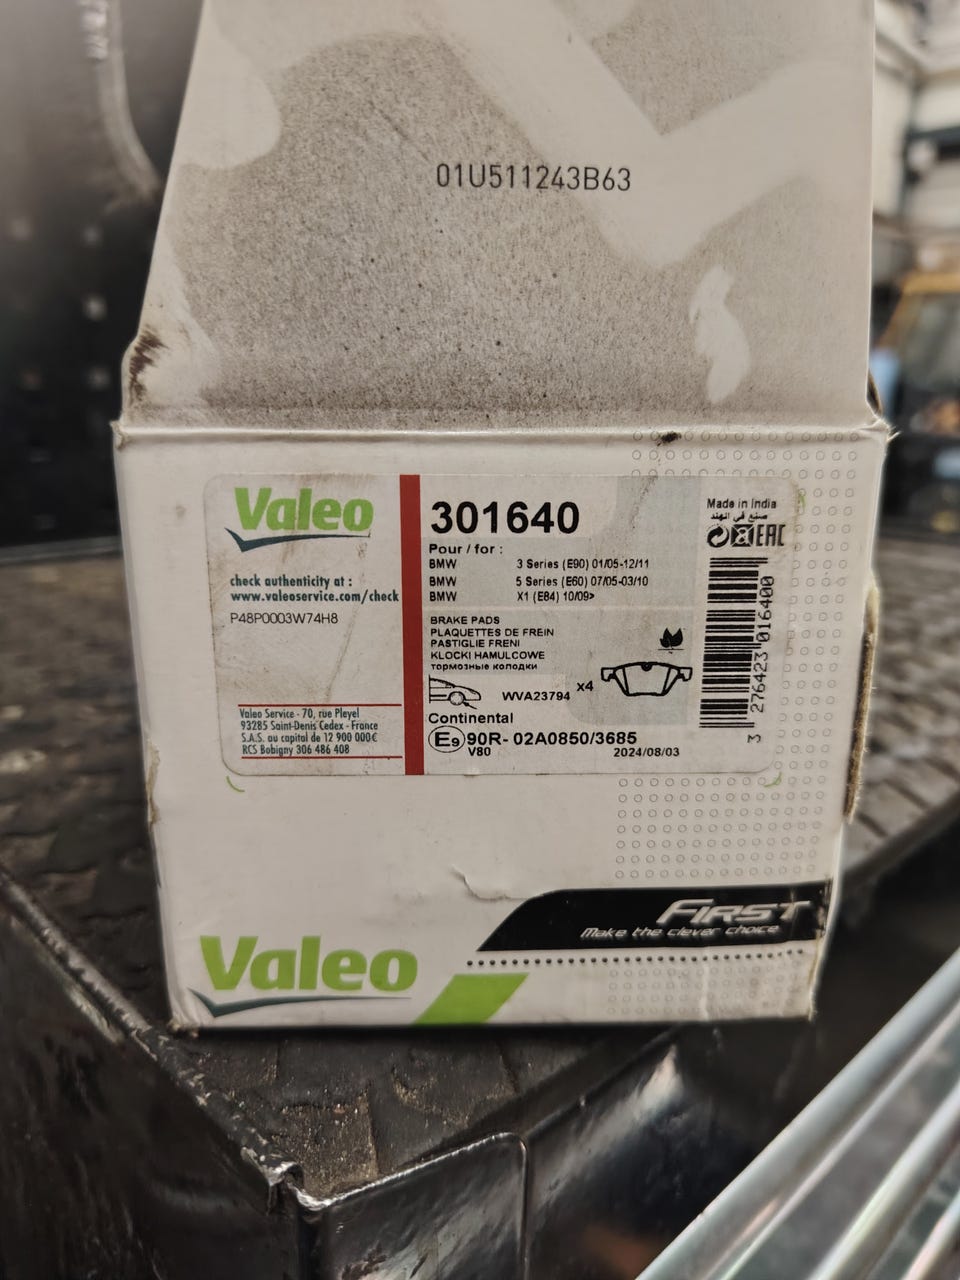 01U511243B63
Valeo
check authenticity at :
www.valeoservice.com/check
P48P0003W74H8
Valeo Service - 70, rue Pleyel
93285 Saint-Denis Cedex - France
S.A.S. au capital de 12 900 000€
RCS Bobigny 306 486 408
301640
Pour / for :
BMW 3 Series (E90) 01/05-12/11
BMW 5 Series (E60) 07/05-03/10
BMW X1 (E84) 10/09>
BRAKE PADS
PLAQUETTES DE FREIN
PASTIGLIE FRENI
KLOCKI HAMULCOWE
тормозные колодки
WVA23794 x4
Continental
E9 90R- 02A0850/3685
V80 2024/08/03
Made in India
صنع في الهند
EAC
3 276423 016400
FIRST
Make the clever choice
Valeo